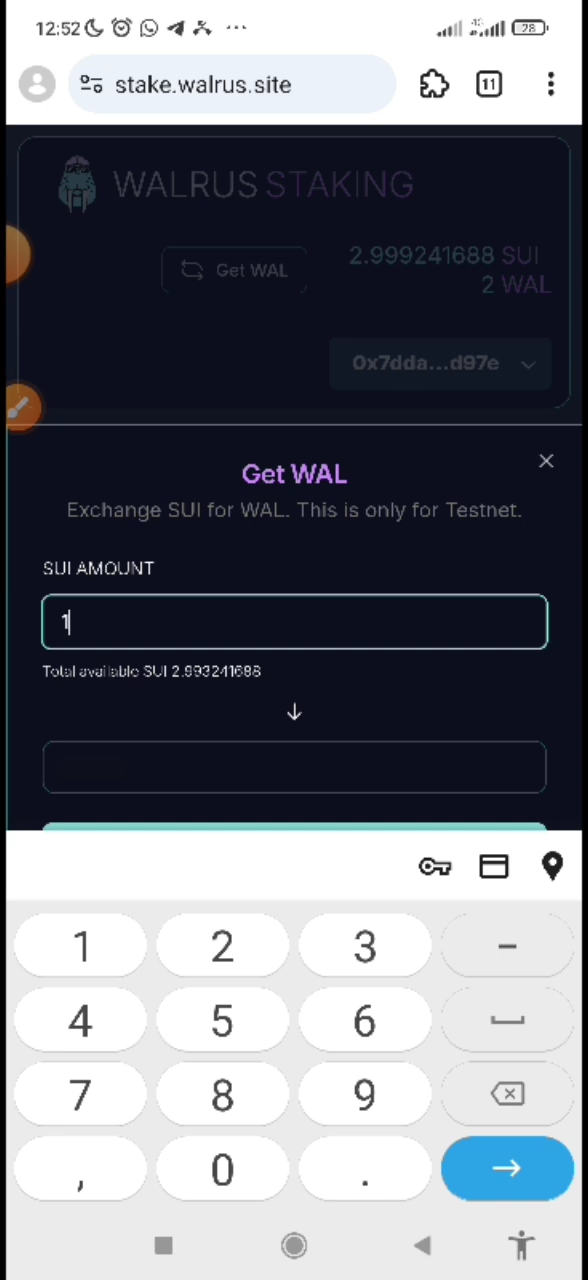 12:52
4G
28
stake.walrus.site
11
WALRUS STAKING
Get WAL
2.999241688 SUI
2 WAL
0x7dda...d97e
Get WAL
Exchange SUI for WAL. This is only for Testnet.
SUI AMOUNT
1
Total available SUI 2.993241688
1 2 3 –
4 5 6
7 8 9
, 0 .